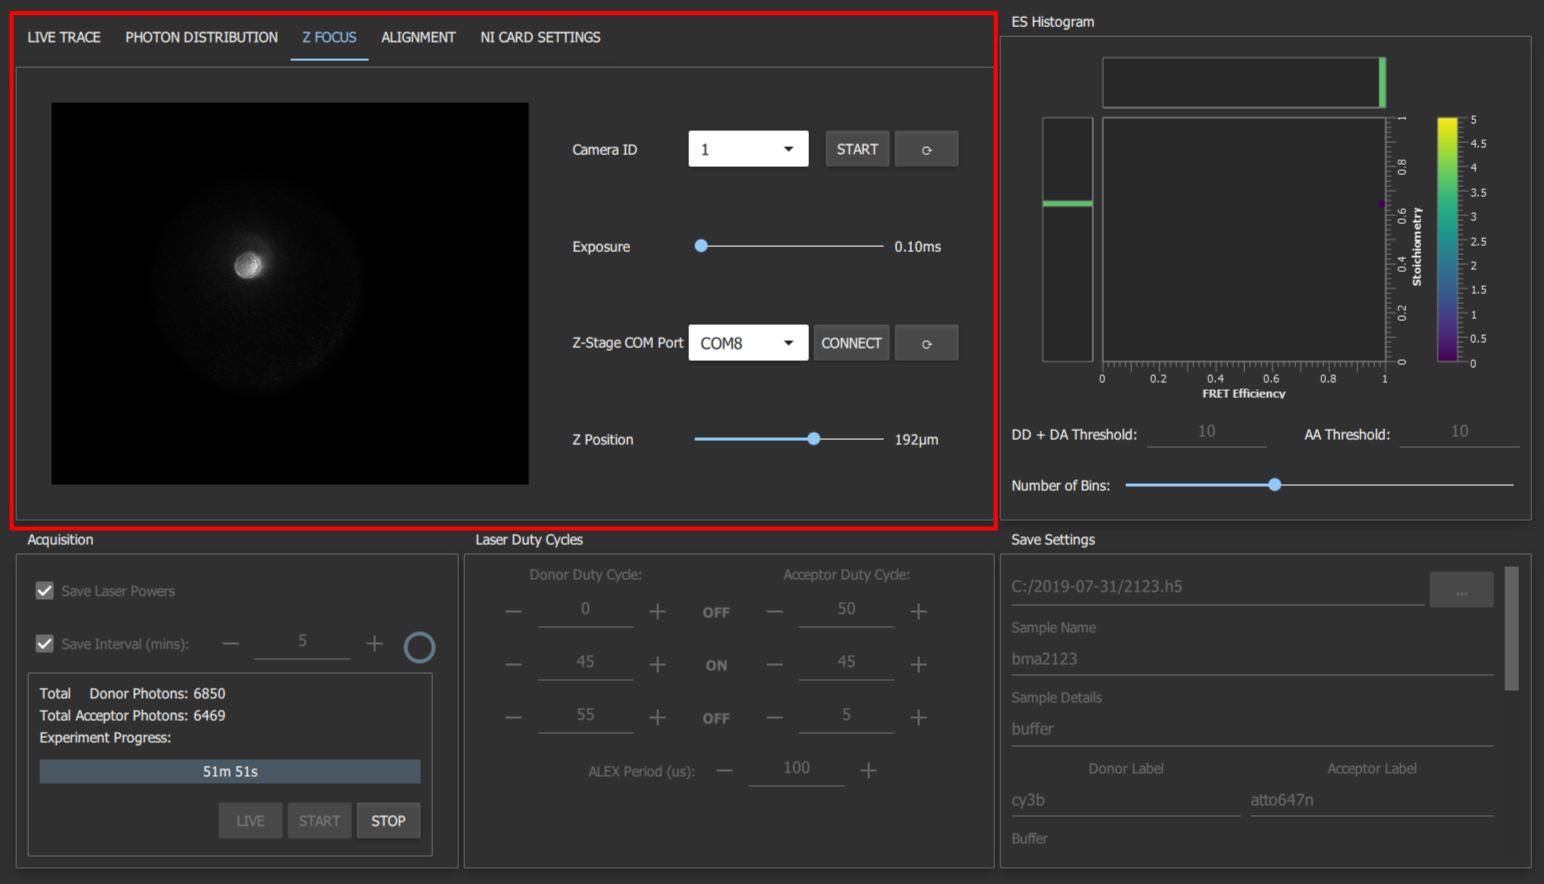 LIVE TRACE PHOTON DISTRIBUTION Z FOCUS ALIGNMENT NI CARD SETTINGS
Camera ID 1 START ⟳
Exposure 0.10ms
Z-Stage COM Port COM8 CONNECT ⟳
Z Position 192µm
ES Histogram
1
0.8
0.6
0.4
0.2
0
Stoichiometry
5
4.5
4
3.5
3
2.5
2
1.5
1
0.5
0
0 0.2 0.4 0.6 0.8 1
FRET Efficiency
DD + DA Threshold: 10 AA Threshold: 10
Number of Bins:
Acquisition
Save Laser Powers
Save Interval (mins): — 5 +
Total Donor Photons: 6850
Total Acceptor Photons: 6469
Experiment Progress:
51m 51s
LIVE START STOP
Laser Duty Cycles
Donor Duty Cycle: Acceptor Duty Cycle:
— 0 + OFF — 50 +
— 45 + ON — 45 +
— 55 + OFF — 5 +
ALEX Period (us): — 100 +
Save Settings
C:/2019-07-31/2123.h5 ...
Sample Name
bma2123
Sample Details
buffer
Donor Label Acceptor Label
cy3b atto647n
Buffer